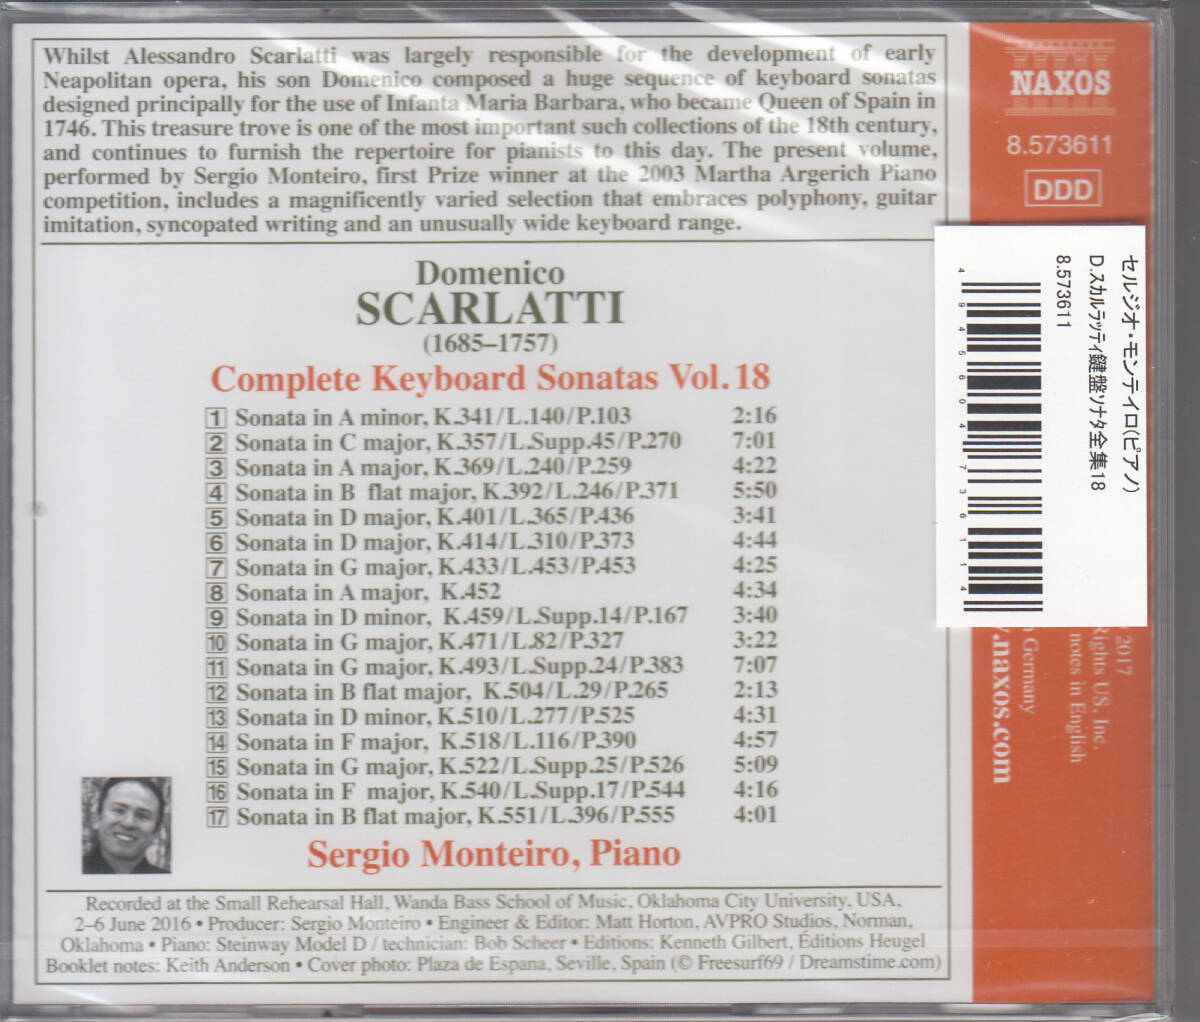 Whilst Alessandro Scarlatti was largely responsible for the development of early
Neapolitan opera, his son Domenico composed a huge sequence of keyboard sonatas
designed principally for the use of Infanta Maria Barbara, who became Queen of Spain in
1746. This treasure trove is one of the most important such collections of the 18th century,
and continues to furnish the repertoire for pianists to this day. The present volume,
performed by Sergio Monteiro, first Prize winner at the 2003 Martha Argerich Piano
competition, includes a magnificently varied selection that embraces polyphony, guitar
imitation, syncopated writing and an unusually wide keyboard range.
Domenico
SCARLATTI
(1685–1757)
Complete Keyboard Sonatas Vol. 18
1 Sonata in A minor, K.341/L.140/P.103 2:16
2 Sonata in C major, K.357/L.Supp.45/P.270 7:01
3 Sonata in A major, K.369/L.240/P.259 4:22
4 Sonata in B flat major, K.392/L.246/P.371 5:50
5 Sonata in D major, K.401/L.365/P.436 3:41
6 Sonata in D major, K.414/L.310/P.373 4:44
7 Sonata in G major, K.433/L.453/P.453 4:25
8 Sonata in A major, K.452 4:34
9 Sonata in D minor, K.459/L.Supp.14/P.167 3:40
10 Sonata in G major, K.471/L.82/P.327 3:22
11 Sonata in G major, K.493/L.Supp.24/P.383 7:07
12 Sonata in B flat major, K.504/L.29/P.265 2:13
13 Sonata in D minor, K.510/L.277/P.525 4:31
14 Sonata in F major, K.518/L.116/P.390 4:57
15 Sonata in G major, K.522/L.Supp.25/P.526 5:09
16 Sonata in F major, K.540/L.Supp.17/P.544 4:16
17 Sonata in B flat major, K.551/L.396/P.555 4:01
Sergio Monteiro, Piano
Recorded at the Small Rehearsal Hall, Wanda Bass School of Music, Oklahoma City University, USA,
2–6 June 2016 • Producer: Sergio Monteiro • Engineer & Editor: Matt Horton, AVPRO Studios, Norman,
Oklahoma • Piano: Steinway Model D / technician: Bob Scheer • Editions: Kenneth Gilbert, Éditions Heugel
Booklet notes: Keith Anderson • Cover photo: Plaza de Espana, Seville, Spain (© Freesurf69 / Dreamstime.com)
NAXOS
8.573611
DDD
セルジオ・モンテイロ(ピアノ)
D.スカルラッティ鍵盤ソナタ全集18
8.573611
4945604736114
2017
Rights US, Inc.
notes in English
Germany
.naxos.com